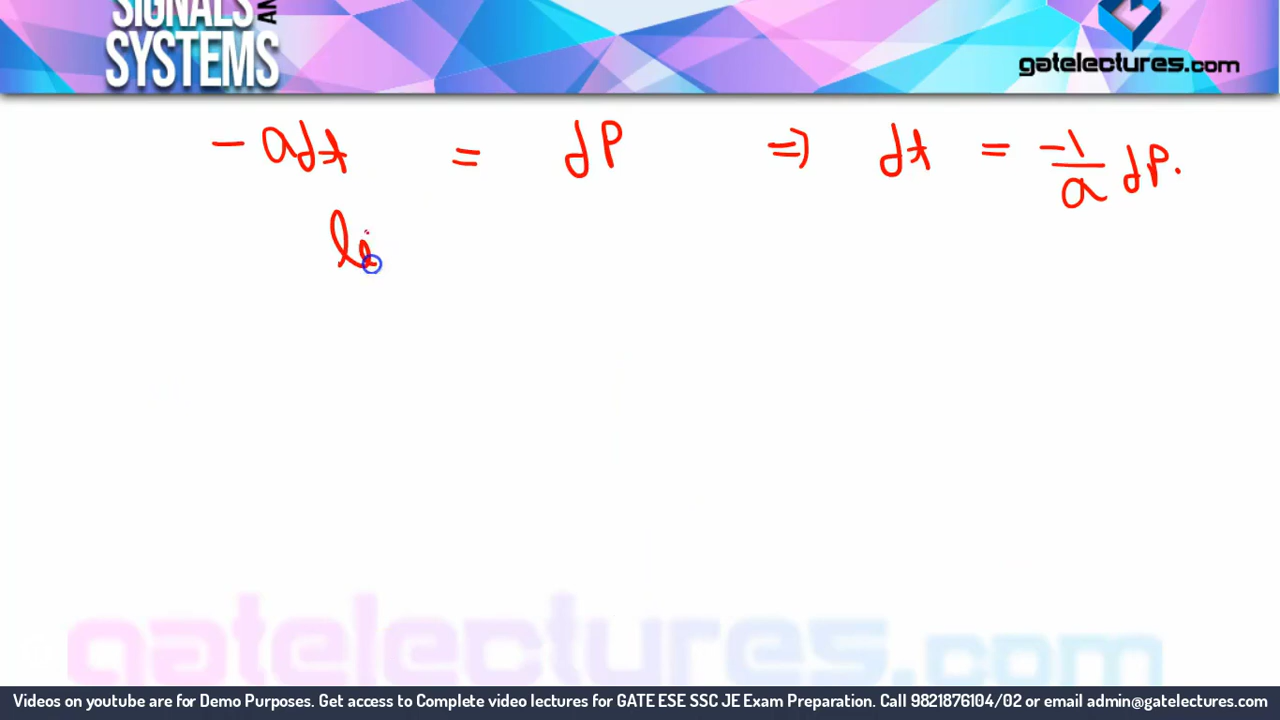 SIGNALS AND
SYSTEMS
gatelectures.com
- adt = dP ⇒ dt = -1/a dP.
li
gatelectures.com
Videos on youtube are for Demo Purposes. Get access to Complete video lectures for GATE ESE SSC JE Exam Preparation. Call 9821876104/02 or email admin@gatelectures.com